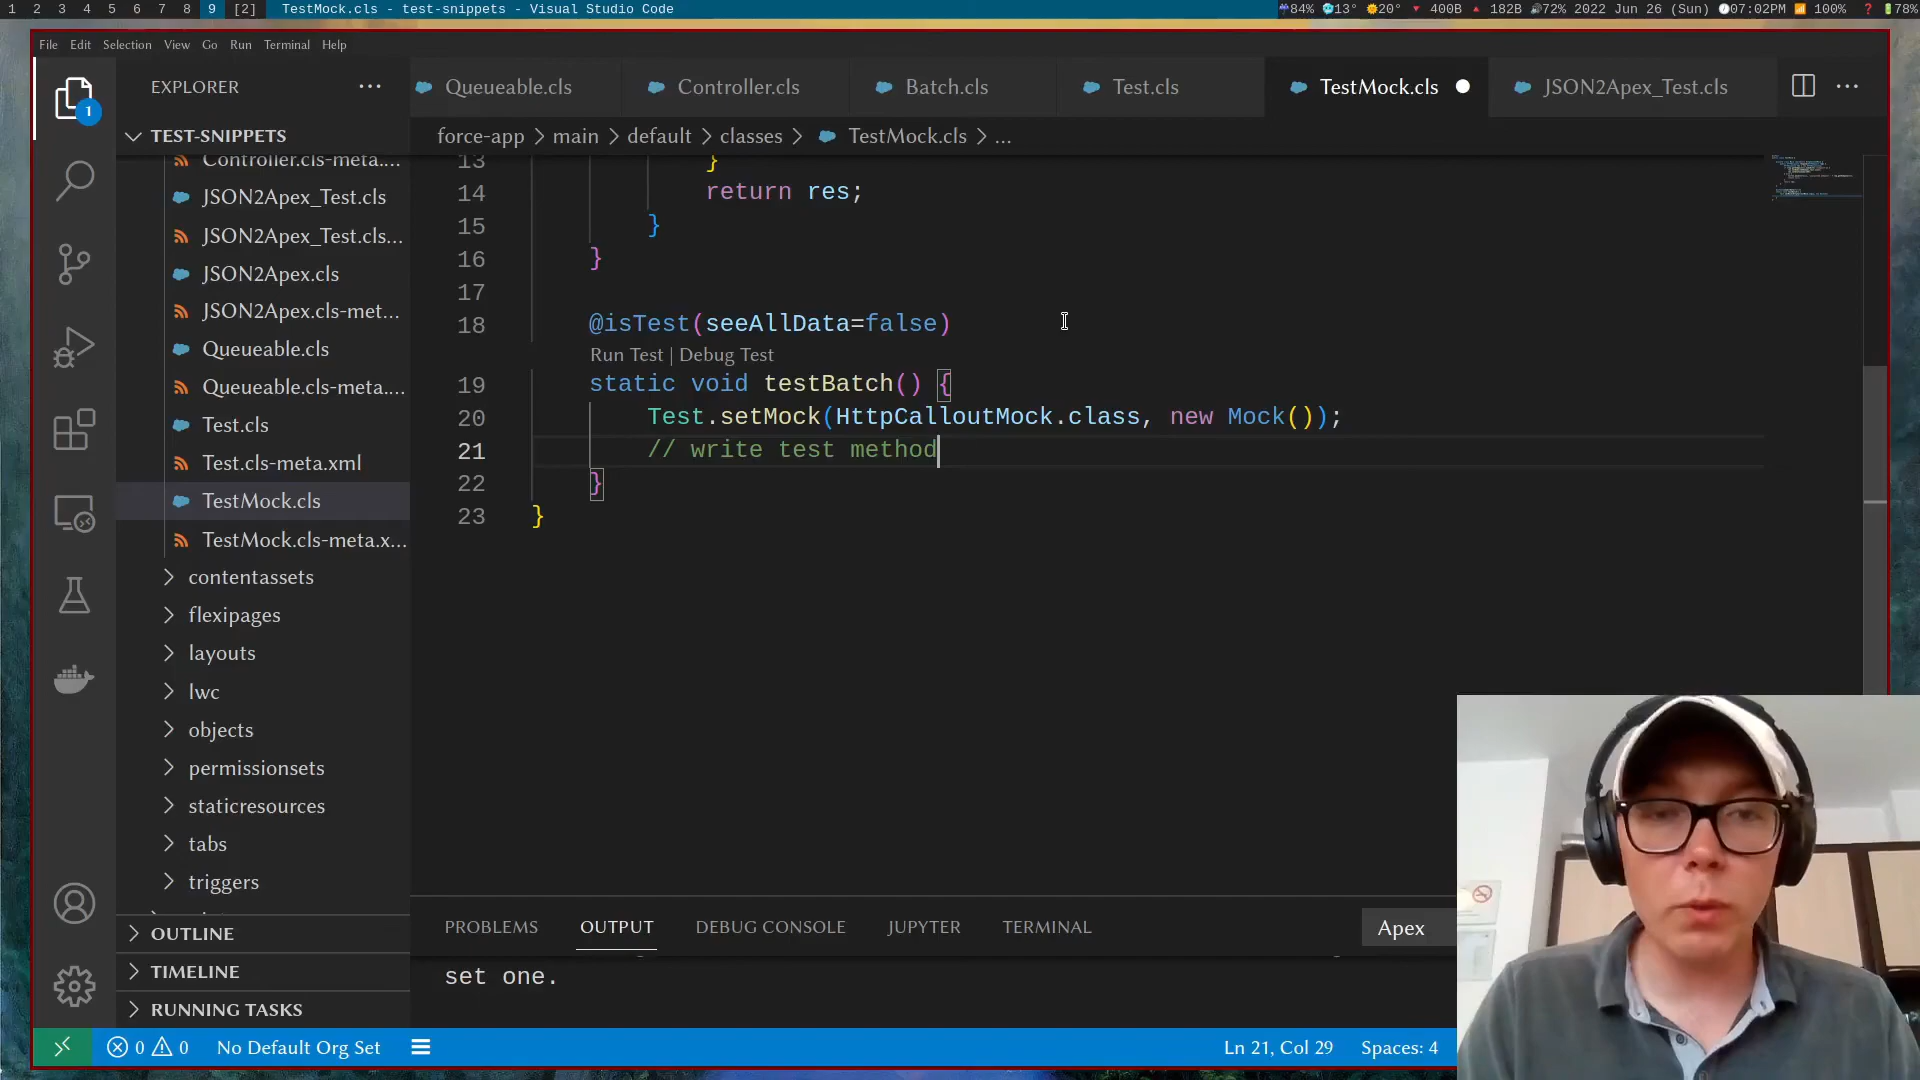 1 2 3 4 5 6 7 8 9 [2] TestMock.cls - test-snippets - Visual Studio Code
84% 13° 20° 400B 182B 72% 2022 Jun 26 (Sun) 07:02PM 100% 78%
File Edit Selection View Go Run Terminal Help
EXPLORER ...
Queueable.cls Controller.cls Batch.cls Test.cls TestMock.cls JSON2Apex_Test.cls ...
1
TEST-SNIPPETS
force-app > main > default > classes > TestMock.cls > ...
Controller.cls-meta....
JSON2Apex_Test.cls
JSON2Apex_Test.cls...
JSON2Apex.cls
JSON2Apex.cls-met...
Queueable.cls
Queueable.cls-meta....
Test.cls
Test.cls-meta.xml
TestMock.cls
TestMock.cls-meta.x...
contentassets
flexipages
layouts
lwc
objects
permissionsets
staticresources
tabs
triggers
OUTLINE
TIMELINE
RUNNING TASKS
13 }
14 return res;
15 }
16 }
17
18 @isTest(seeAllData=false)
Run Test | Debug Test
19 static void testBatch() {
20 Test.setMock(HttpCalloutMock.class, new Mock());
21 // write test method
22 }
23 }
PROBLEMS OUTPUT DEBUG CONSOLE JUPYTER TERMINAL Apex
set one.
0 0 No Default Org Set Ln 21, Col 29 Spaces: 4